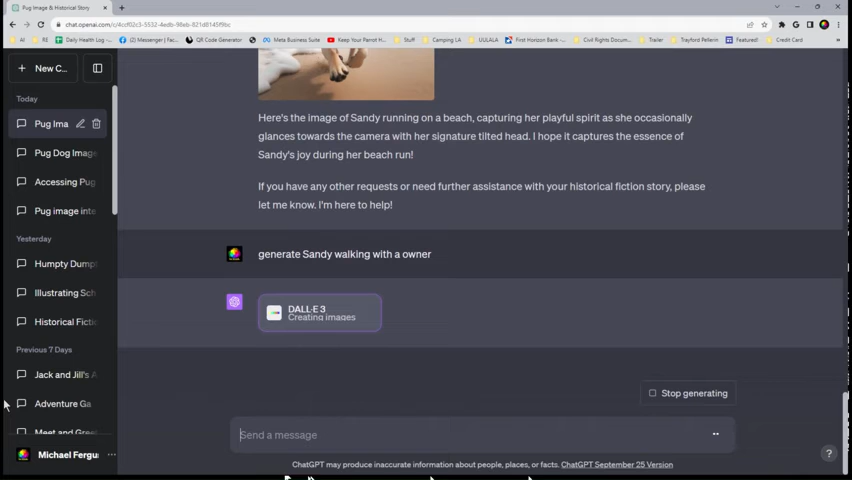 Pug Image & Historical Story
chat.openai.com/c/4ccf02c3-5532-4edb-98eb-821d8145f9bc
AI
RE
Daily Health Log -...
(2) Messenger | Fac...
QR Code Generator
Meta Business Suite
Keep Your Parrot H...
Stuff
Camping LA
UULALA
First Horizon Bank -...
Civil Rights Docume...
Trailer
Trayford Pellerin
Featured!
Credit Card
New C...
Today
Pug Ima
Pug Dog Image
Accessing Pug
Pug image inte
Yesterday
Humpty Dump
Illustrating Sch
Historical Fictio
Previous 7 Days
Jack and Jill's A
Adventure Ga
Meet and Greet
Michael Fergu
Here's the image of Sandy running on a beach, capturing her playful spirit as she occasionally
glances towards the camera with her signature tilted head. I hope it captures the essence of
Sandy's joy during her beach run!
If you have any other requests or need further assistance with your historical fiction story, please
let me know. I'm here to help!
generate Sandy walking with a owner
DALL·E 3
Creating images
Stop generating
Send a message
ChatGPT may produce inaccurate information about people, places, or facts. ChatGPT September 25 Version
?